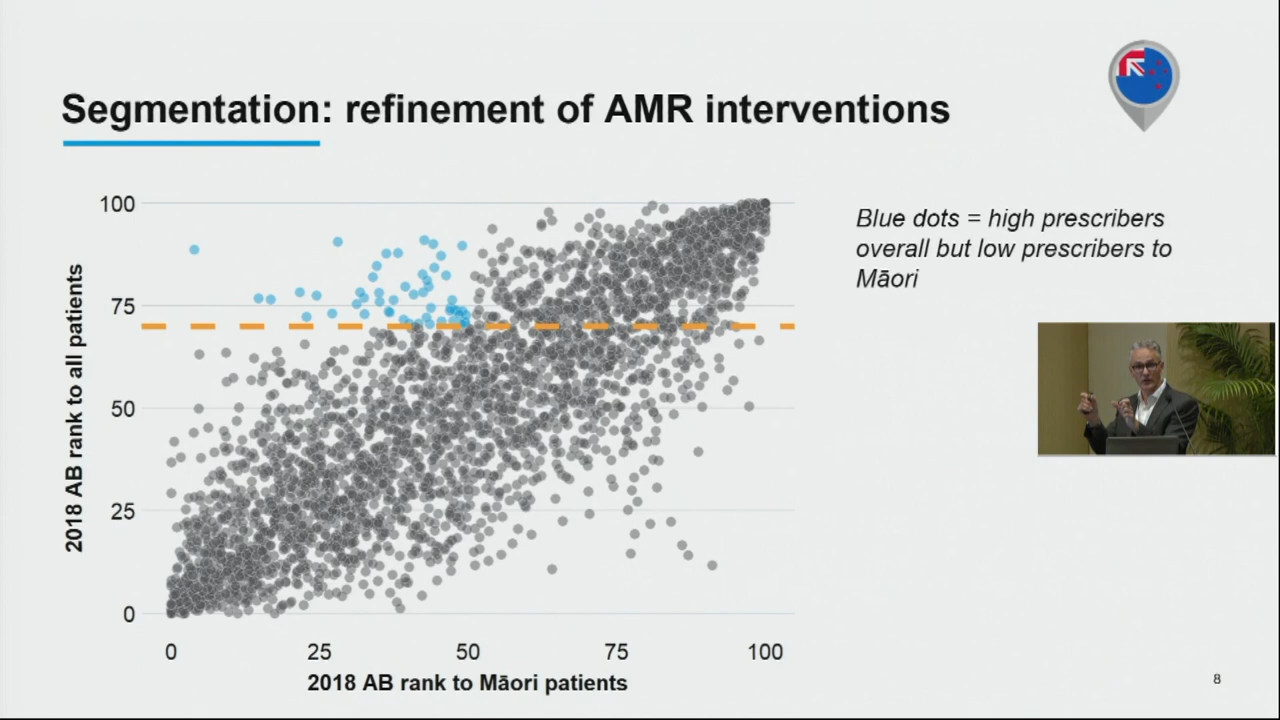 Segmentation: refinement of AMR interventions
100
75
50
25
0
2018 AB rank to all patients
0 25 50 75 100
2018 AB rank to Māori patients
Blue dots = high prescribers
overall but low prescribers to
Māori
8